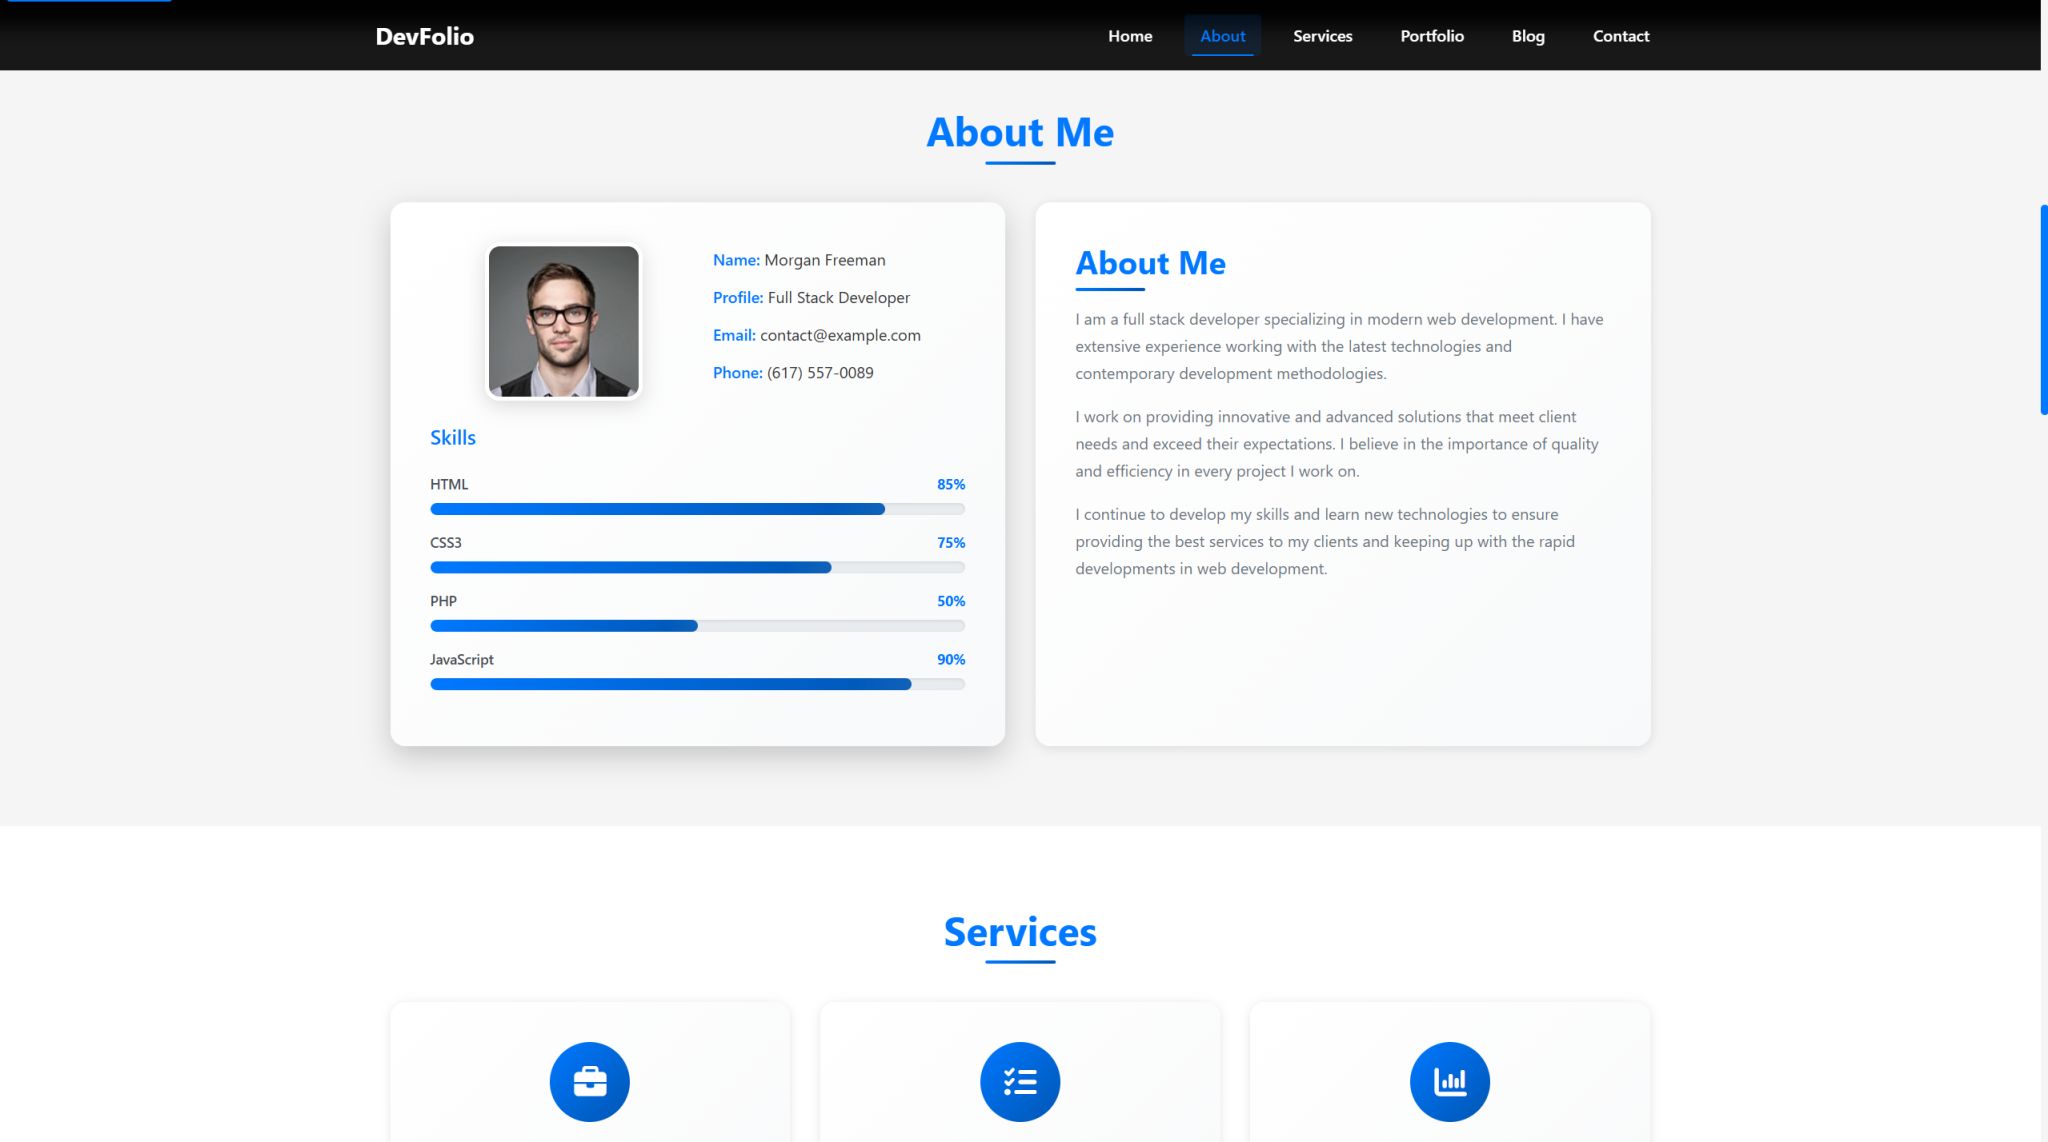 DevFolio
Home
About
Services
Portfolio
Blog
Contact
About Me
Name: Morgan Freeman
Profile: Full Stack Developer
Email: contact@example.com
Phone: (617) 557-0089
Skills
HTML 85%
CSS3 75%
PHP 50%
JavaScript 90%
About Me
I am a full stack developer specializing in modern web development. I have
extensive experience working with the latest technologies and
contemporary development methodologies.
I work on providing innovative and advanced solutions that meet client
needs and exceed their expectations. I believe in the importance of quality
and efficiency in every project I work on.
I continue to develop my skills and learn new technologies to ensure
providing the best services to my clients and keeping up with the rapid
developments in web development.
Services